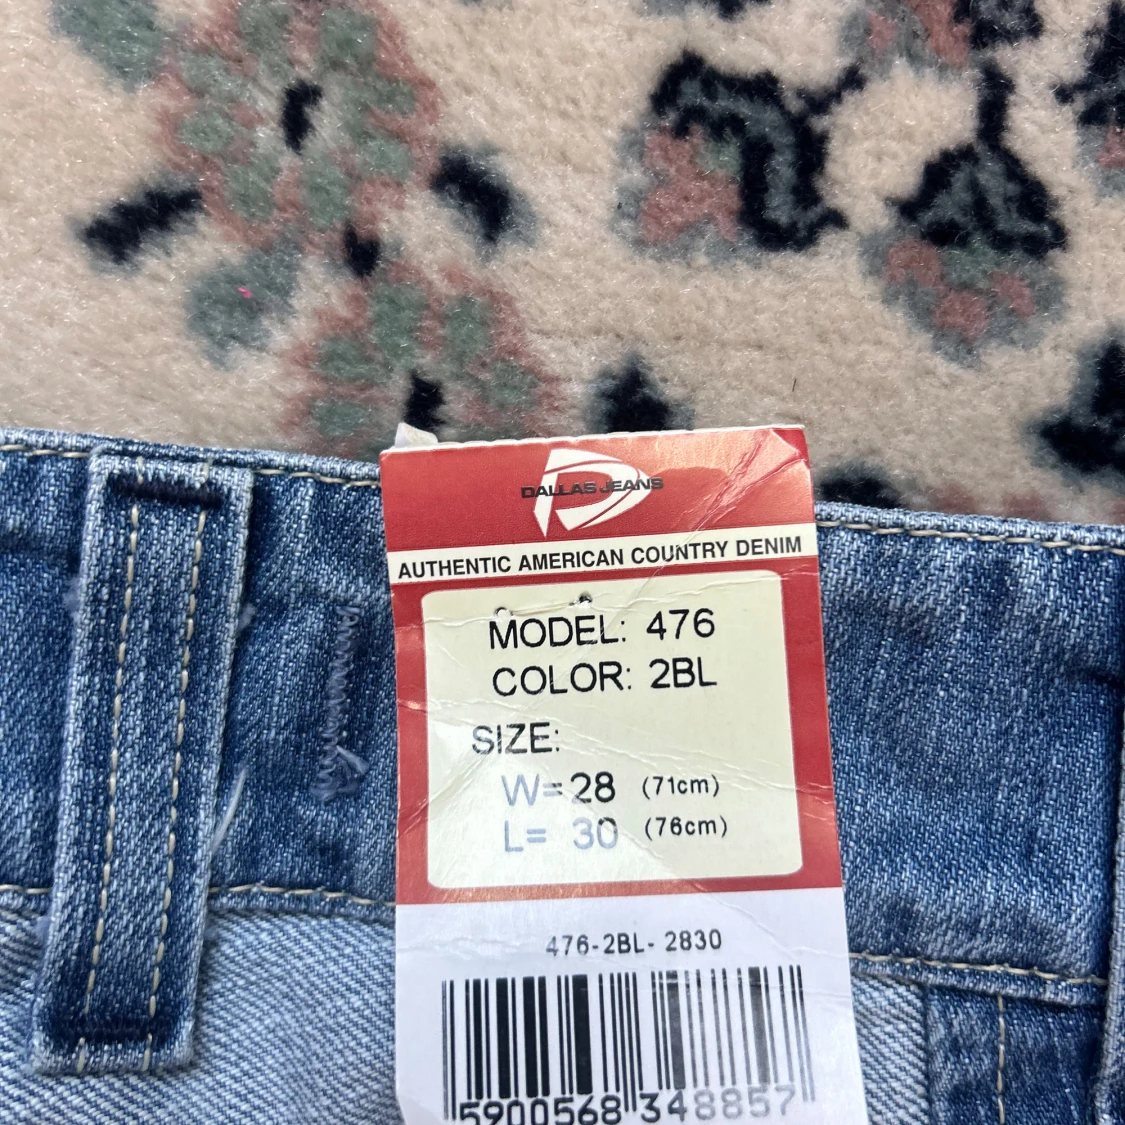 DALLAS JEANS
AUTHENTIC AMERICAN COUNTRY DENIM
MODEL: 476
COLOR: 2BL
SIZE:
W= 28 (71cm)
L= 30 (76cm)
476-2BL- 2830
5900568 348857